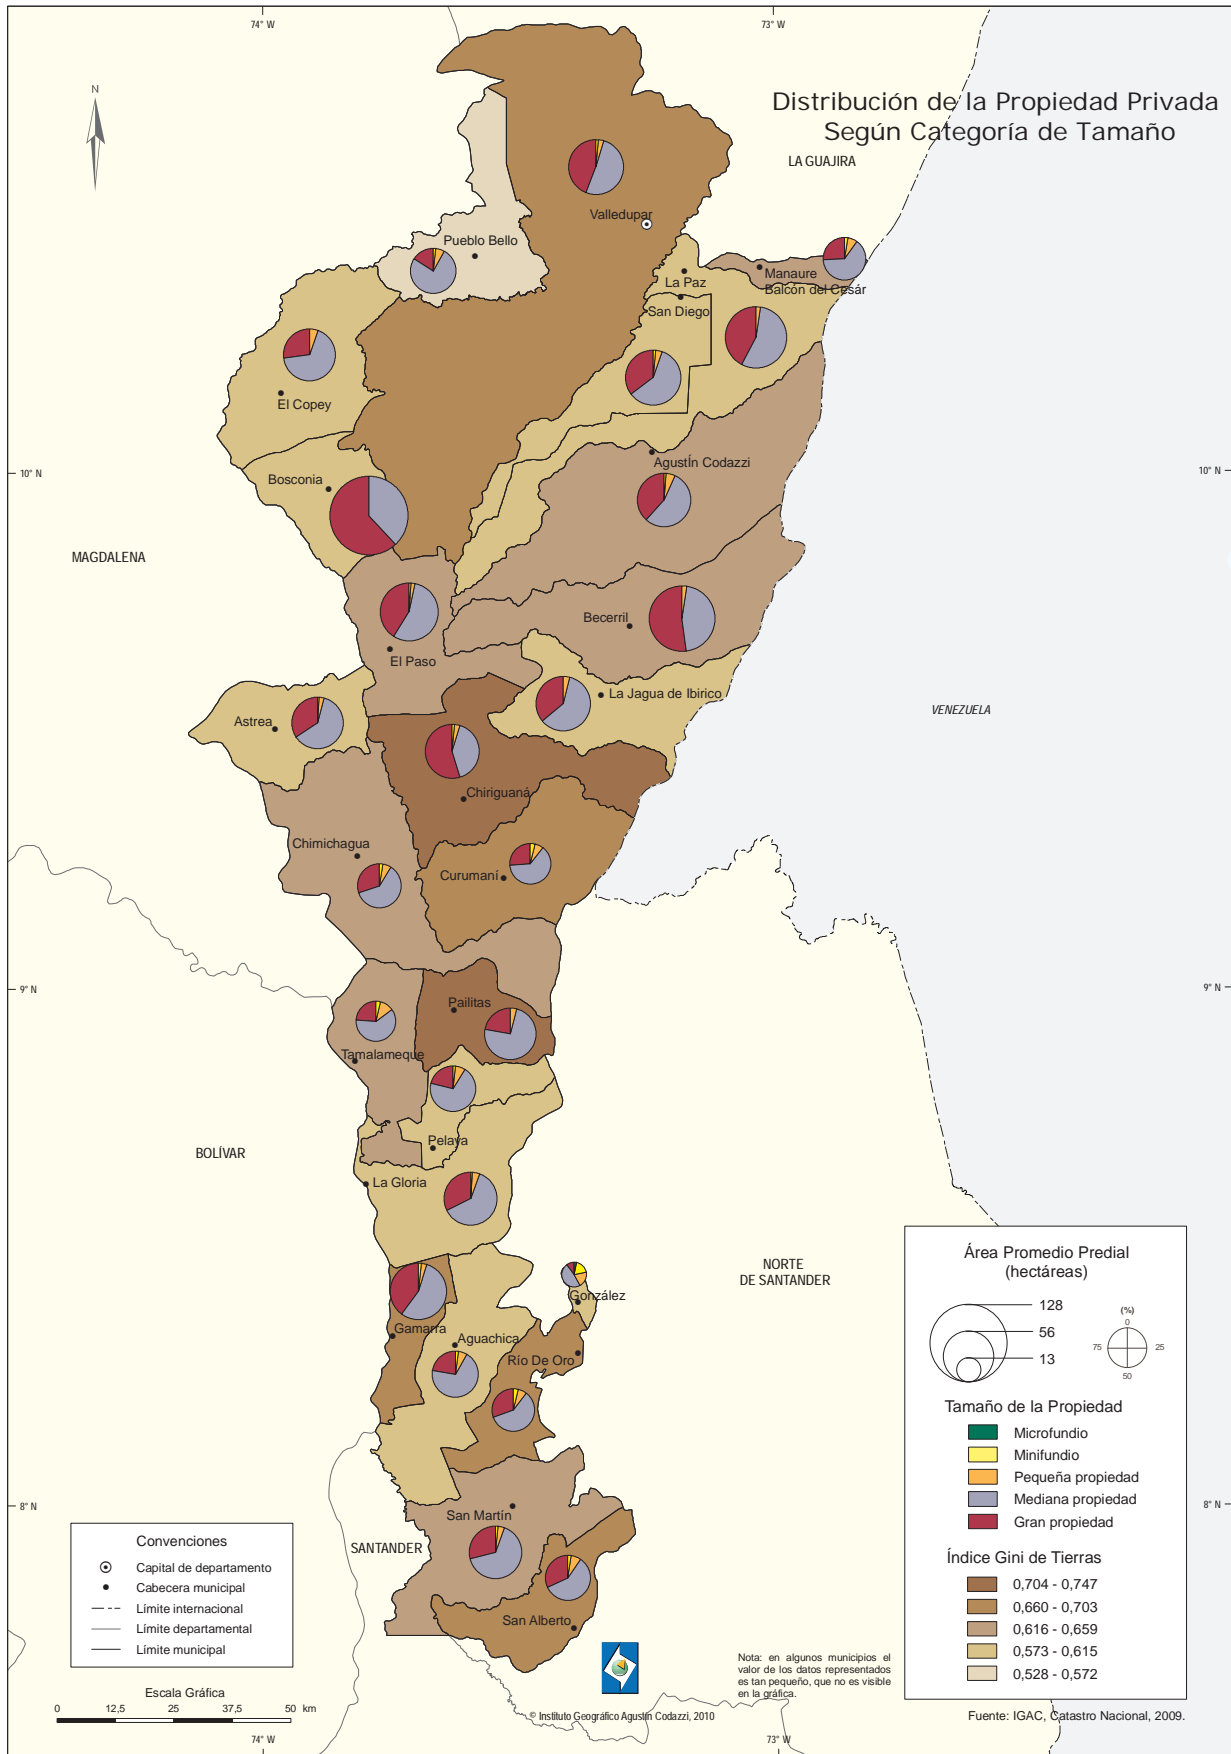 74° W
73° W
N
Distribución de la Propiedad Privada
Según Categoría de Tamaño
LA GUAJIRA
Valledupar
Pueblo Bello
Manaure
Balcón del Cesár
La Paz
San Diego
El Copey
Agustín Codazzi
10° N
10° N
Bosconia
MAGDALENA
Becerril
El Paso
La Jagua de Ibirico
VENEZUELA
Astrea
Chiriguaná
Chimichagua
Curumaní
9° N
9° N
Pailitas
Tamalameque
Pelaya
BOLÍVAR
La Gloria
NORTE
DE SANTANDER
González
Gamarra
Aguachica
Río De Oro
8° N
8° N
San Martín
SANTANDER
San Alberto
Área Promedio Predial
(hectáreas)
128
56
13
(%)
0
75
25
50
Tamaño de la Propiedad
Microfundio
Minifundio
Pequeña propiedad
Mediana propiedad
Gran propiedad
Índice Gini de Tierras
0,704 - 0,747
0,660 - 0,703
0,616 - 0,659
0,573 - 0,615
0,528 - 0,572
Convenciones
Capital de departamento
Cabecera municipal
Límite internacional
Límite departamental
Límite municipal
Escala Gráfica
0 12,5 25 37,5 50 km
Nota: en algunos municipios el
valor de los datos representados
es tan pequeño, que no es visible
en la gráfica.
© Instituto Geográfico Agustín Codazzi, 2010
Fuente: IGAC, Catastro Nacional, 2009.
74° W
73° W